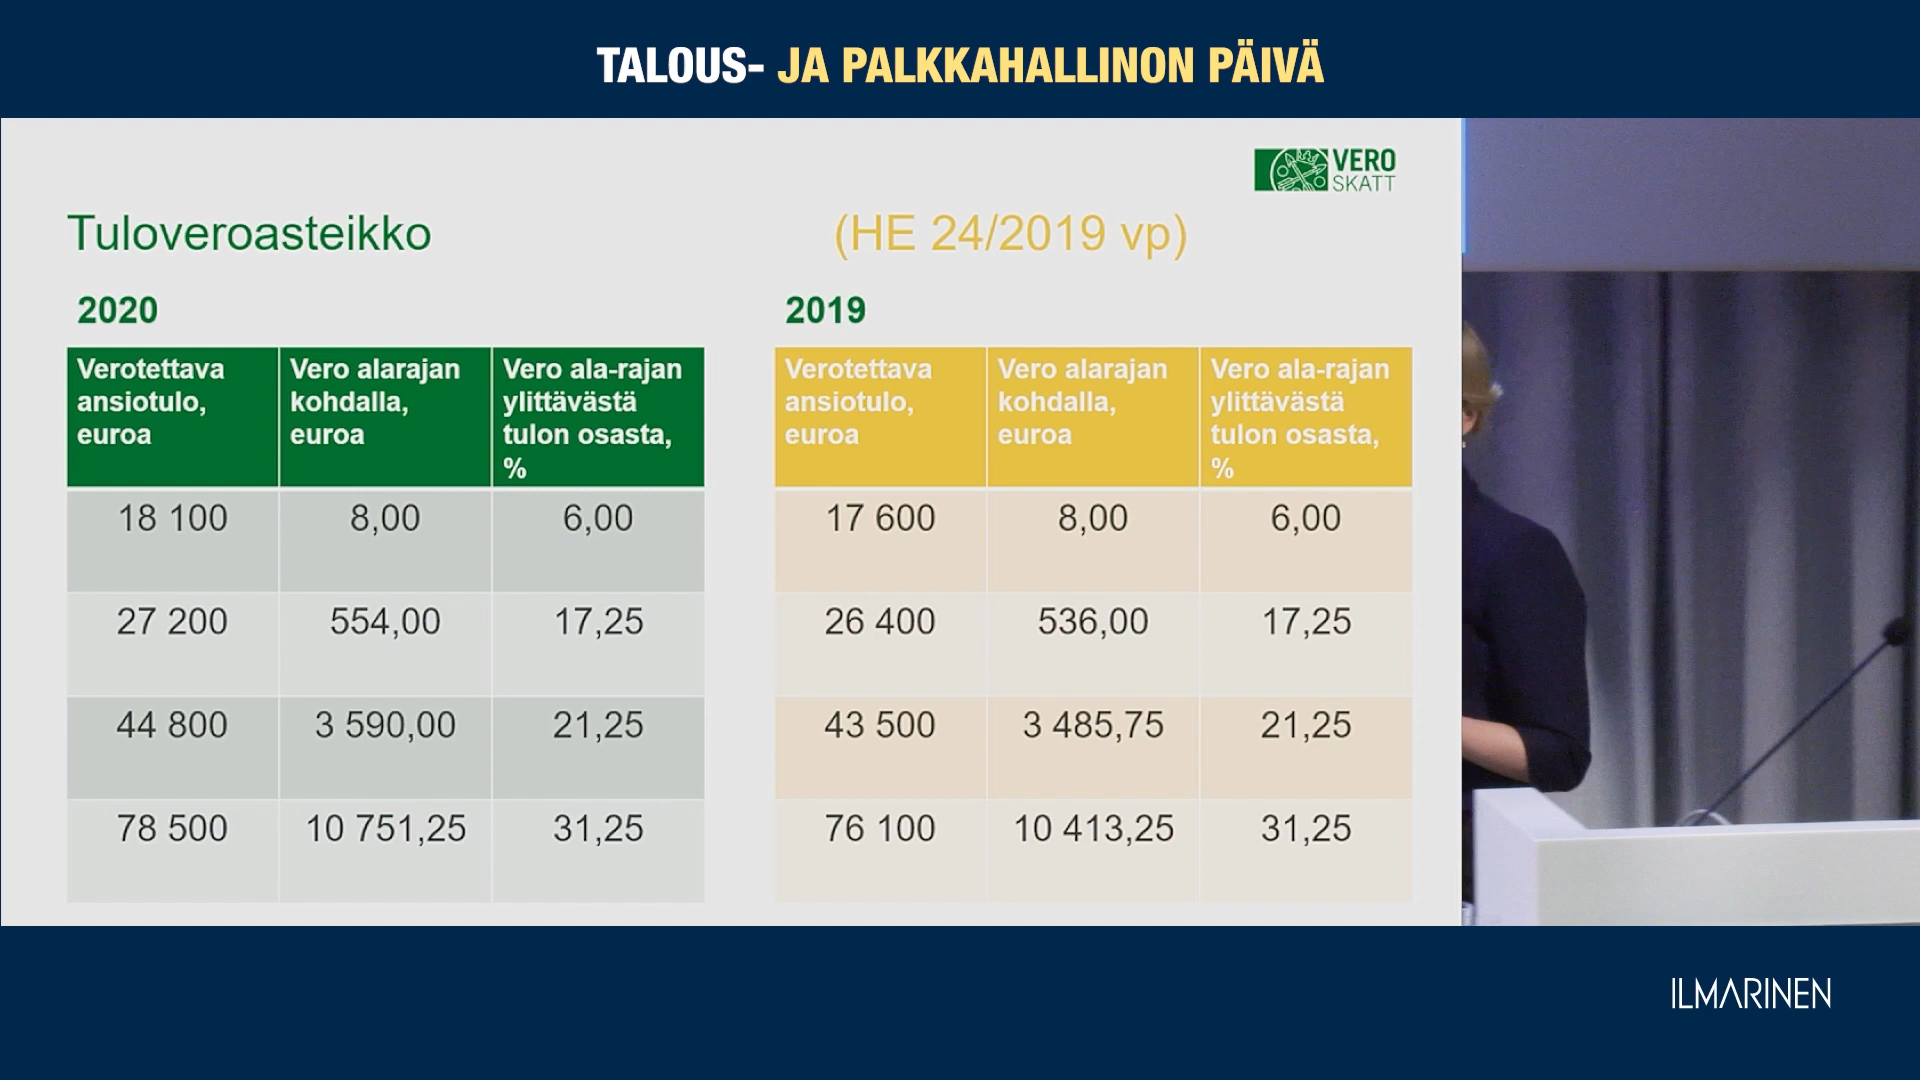 TALOUS- JA PALKKAHALLINON PÄIVÄ
VERO
SKATT
Tuloveroasteikko (HE 24/2019 vp)
2020
Verotettava ansiotulo, euroa
Vero alarajan kohdalla, euroa
Vero ala-rajan ylittävästä tulon osasta, %
18 100 8,00 6,00
27 200 554,00 17,25
44 800 3 590,00 21,25
78 500 10 751,25 31,25
2019
Verotettava ansiotulo, euroa
Vero alarajan kohdalla, euroa
Vero ala-rajan ylittävästä tulon osasta, %
17 600 8,00 6,00
26 400 536,00 17,25
43 500 3 485,75 21,25
76 100 10 413,25 31,25
ILMARINEN